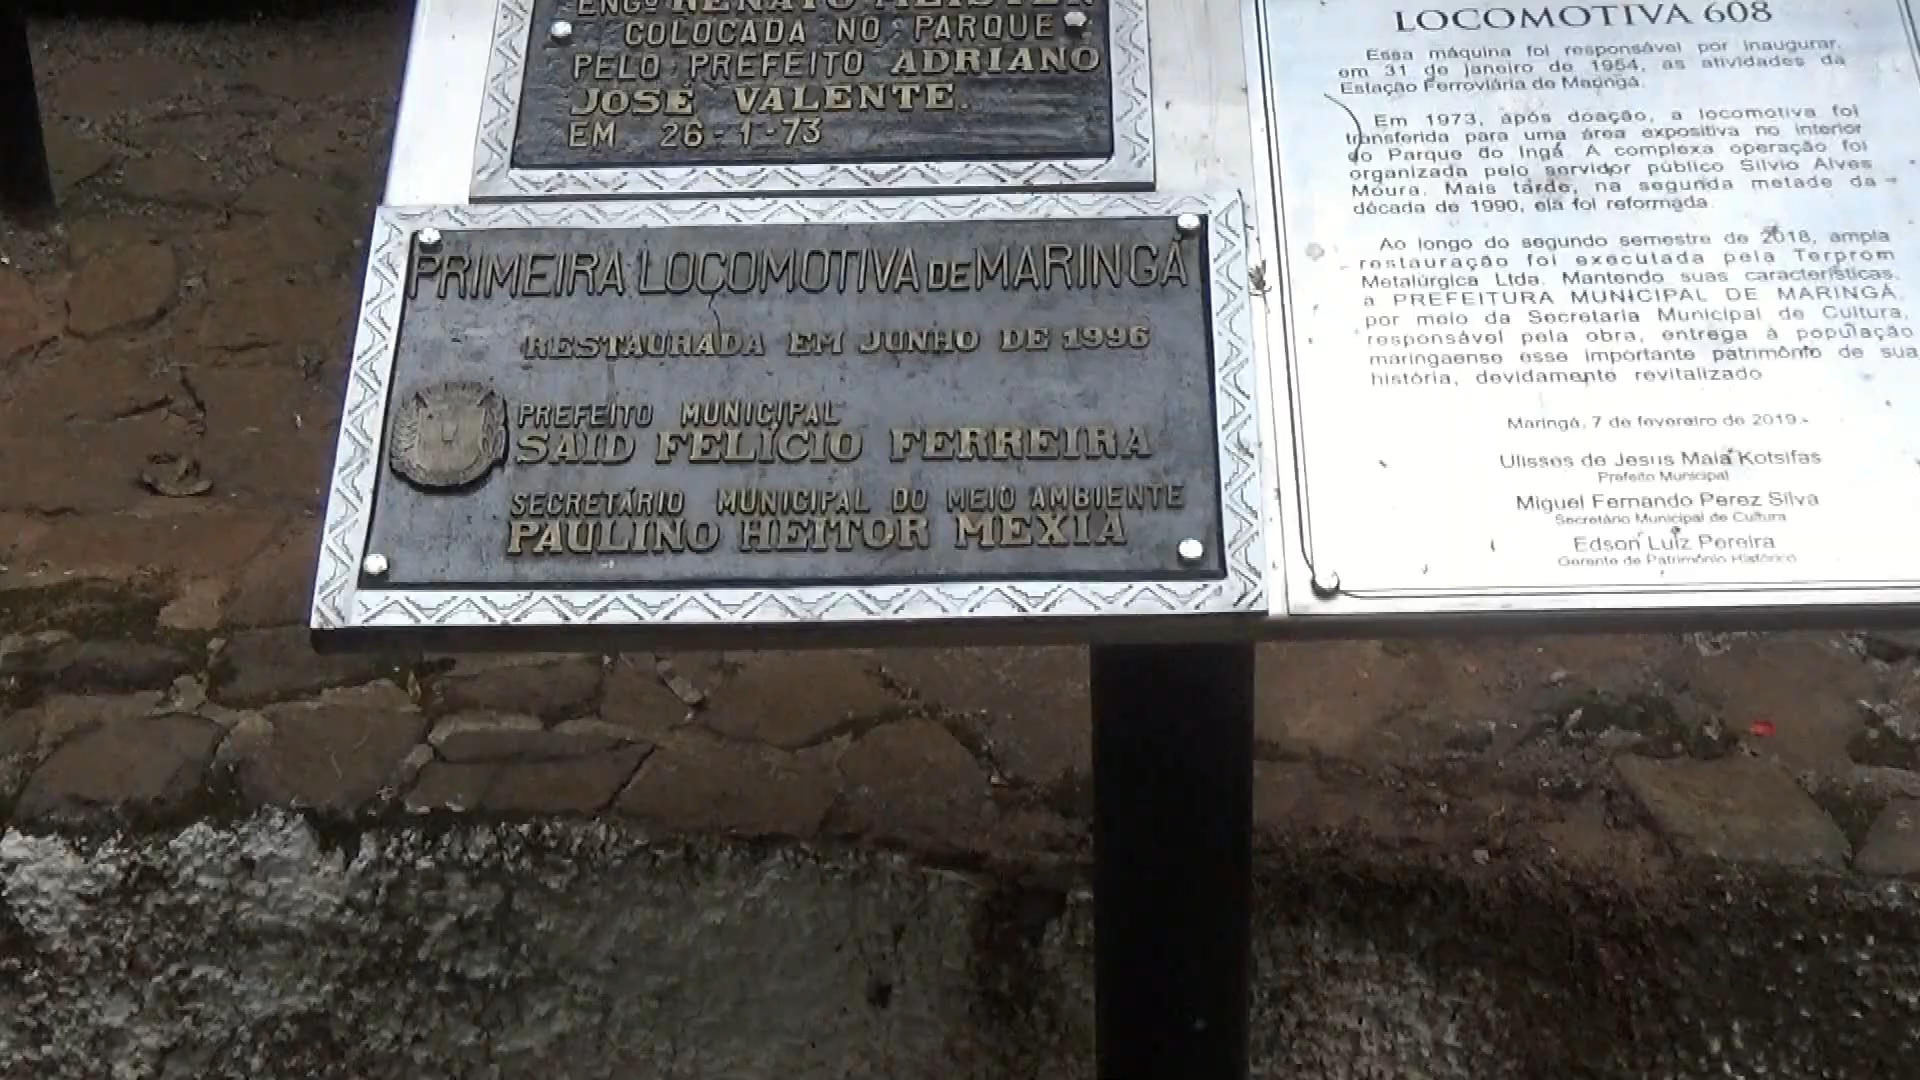 ENGº RENATO MEISTER
COLOCADA NO PARQUE
PELO PREFEITO ADRIANO
JOSÉ VALENTE.
EM 26-1-73
PRIMEIRA LOCOMOTIVA DE MARINGÁ
RESTAURADA EM JUNHO DE 1996
PREFEITO MUNICIPAL
SAID FELÍCIO FERREIRA
SECRETÁRIO MUNICIPAL DO MEIO AMBIENTE
PAULINO HEITOR MEXIA
LOCOMOTIVA 608
Essa máquina foi responsável por inaugurar,
em 31 de janeiro de 1954, as atividades da
Estação Ferroviária de Maringá.
Em 1973, após doação, a locomotiva foi
transferida para uma área expositiva no interior
do Parque do Ingá. A complexa operação foi
organizada pelo servidor público Silvio Alves
Moura. Mais tarde, na segunda metade da
década de 1990, ela foi reformada.
Ao longo do segundo semestre de 2018, ampla
restauração foi executada pela Terprom
Metalúrgica Ltda. Mantendo suas características,
a PREFEITURA MUNICIPAL DE MARINGÁ,
por meio da Secretaria Municipal de Cultura,
responsável pela obra, entrega à população
maringaense esse importante patrimônio de sua
história, devidamente revitalizado
Maringá, 7 de fevereiro de 2019.
Ulisses de Jesus Maia Kotsifas
Prefeito Municipal
Miguel Fernando Perez Silva
Secretário Municipal de Cultura
Edson Luiz Pereira
Gerente de Patrimônio Histórico